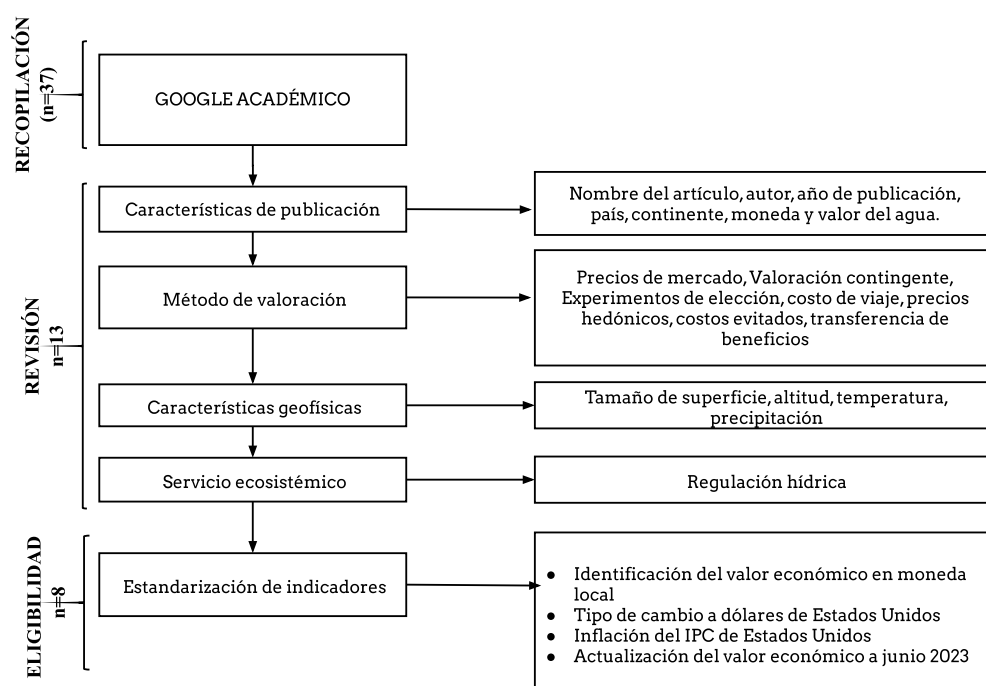 RECOPILACIÓN
(n=37)
GOOGLE ACADÉMICO
REVISIÓN
n=13
Características de publicación
Nombre del artículo, autor, año de publicación,
país, continente, moneda y valor del agua.
Método de valoración
Precios de mercado, Valoración contingente,
Experimentos de elección, costo de viaje, precios
hedónicos, costos evitados, transferencia de
beneficios
Características geofísicas
Tamaño de superficie, altitud, temperatura,
precipitación
Servicio ecosistémico
Regulación hídrica
ELIGIBILIDAD
n=8
Estandarización de indicadores
● Identificación del valor económico en moneda
local
● Tipo de cambio a dólares de Estados Unidos
● Inflación del IPC de Estados Unidos
● Actualización del valor económico a junio 2023